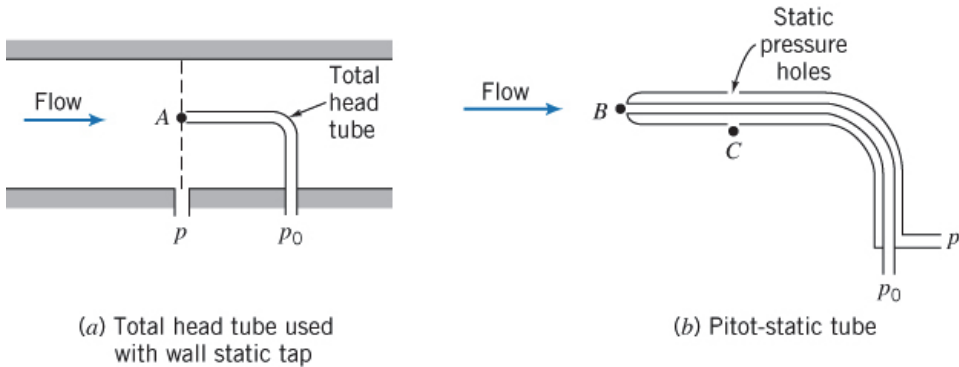 Flow
A
Total
head
tube
p
p0
(a) Total head tube used
with wall static tap
Static
pressure
holes
Flow
B
C
p
p0
(b) Pitot-static tube